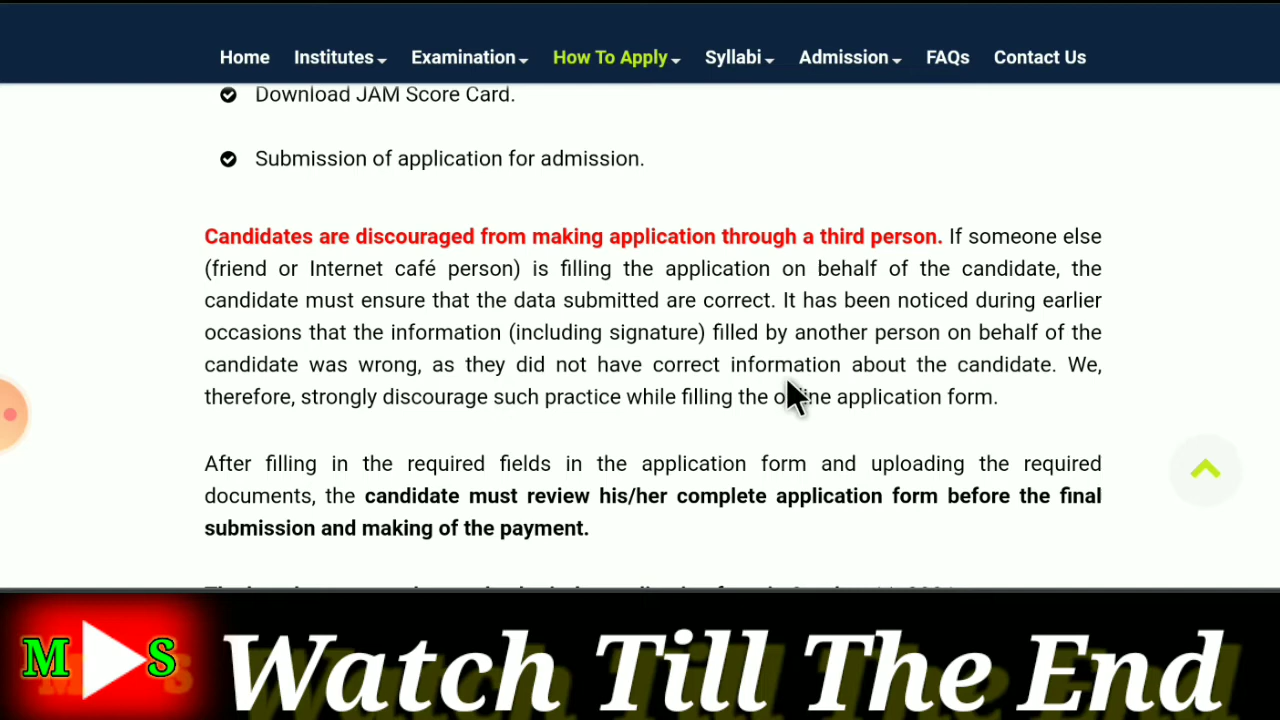 Home Institutes Examination How To Apply Syllabi Admission FAQs Contact Us
Download JAM Score Card.
Submission of application for admission.
Candidates are discouraged from making application through a third person. If someone else
(friend or Internet café person) is filling the application on behalf of the candidate, the
candidate must ensure that the data submitted are correct. It has been noticed during earlier
occasions that the information (including signature) filled by another person on behalf of the
candidate was wrong, as they did not have correct information about the candidate. We,
therefore, strongly discourage such practice while filling the online application form.
After filling in the required fields in the application form and uploading the required
documents, the candidate must review his/her complete application form before the final
submission and making of the payment.
M S
Watch Till The End